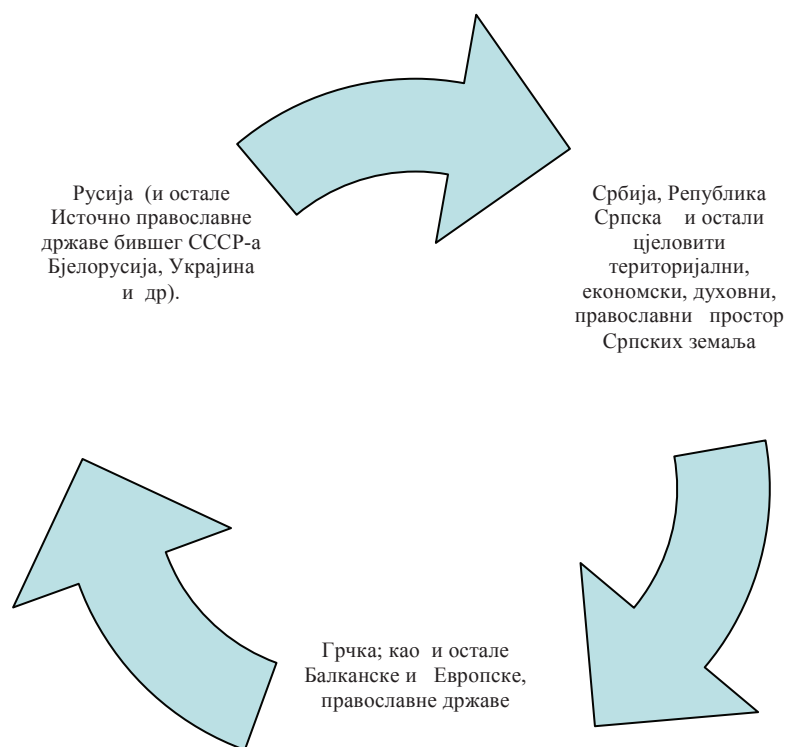 Русија (и остале
Источно православне
државе бившег СССР-а
Бјелорусија, Украјина
и др).
Србија, Република
Српска и остали
цјеловити
територијални,
економски, духовни,
православни простор
Српских земаља
Грчка; као и остале
Балканске и Европске,
православне државе